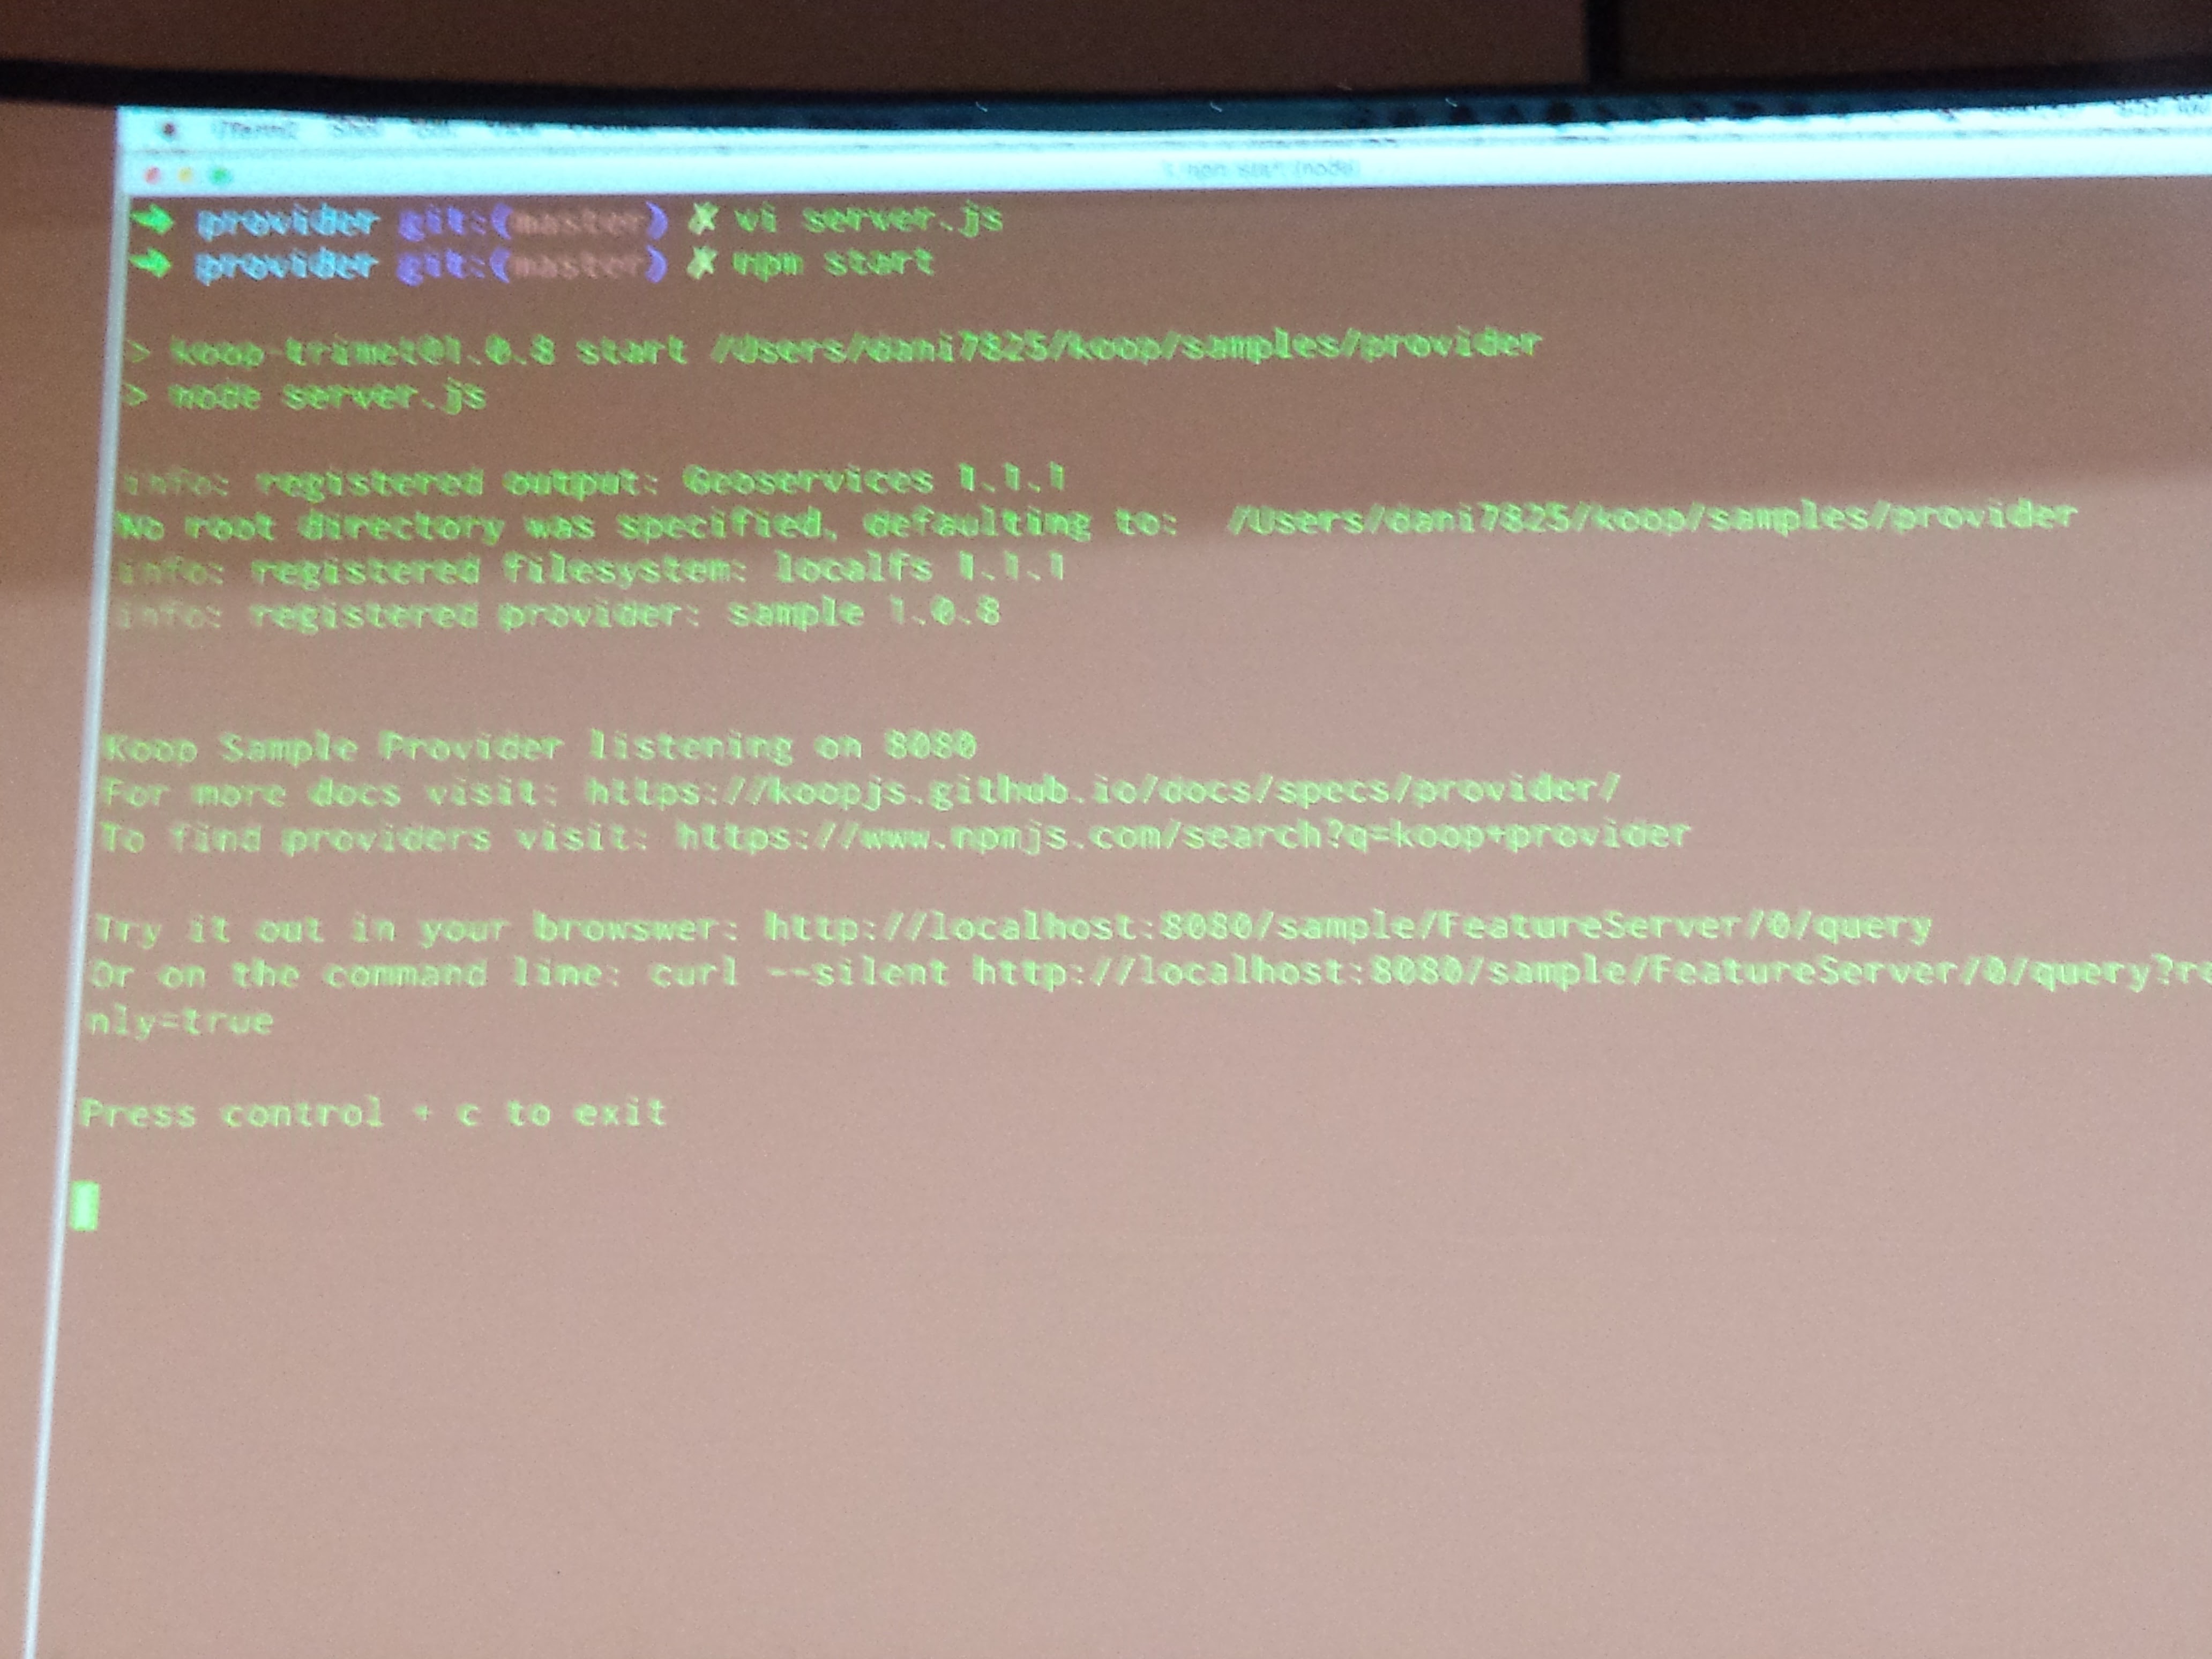 iTerm2 Shell
➜ provider git:(master) ✗ vi server.js
➜ provider git:(master) ✗ npm start
> koop-trimet@1.0.8 start /Users/dani7825/koop/samples/provider
> node server.js
info: registered output: Geoservices 1.1.1
No root directory was specified, defaulting to: /Users/dani7825/koop/samples/provider
info: registered filesystem: localfs 1.1.1
info: registered provider: sample 1.0.8
Koop Sample Provider listening on 8080
For more docs visit: https://koopjs.github.io/docs/specs/provider/
To find providers visit: https://www.npmjs.com/search?q=koop+provider
Try it out in your browswer: http://localhost:8080/sample/FeatureServer/0/query
Or on the command line: curl --silent http://localhost:8080/sample/FeatureServer/0/query?
nly=true
Press control + c to exit